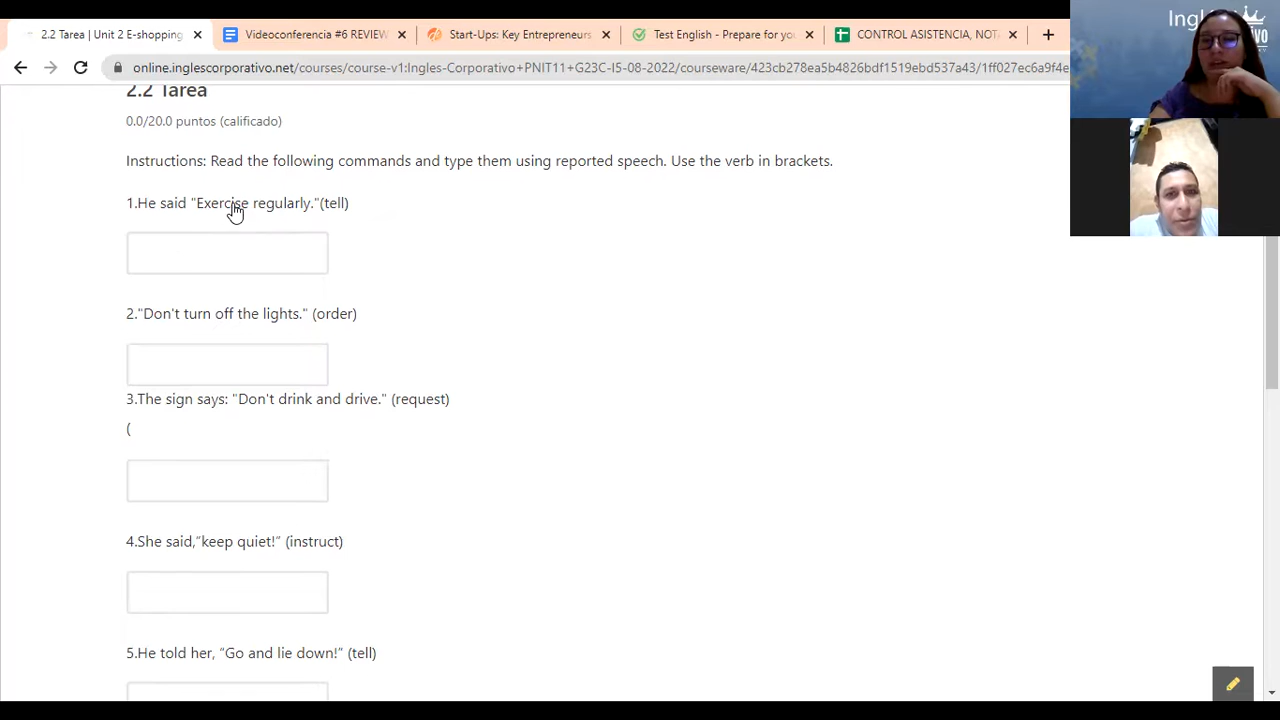 2.2 Tarea | Unit 2 E-shopping
Videoconferencia #6 REVIEW
Start-Ups: Key Entrepreneurs
Test English - Prepare for you
CONTROL ASISTENCIA, NOTA
online.inglescorporativo.net/courses/course-v1:Ingles-Corporativo+PNIT11+G23C-I5-08-2022/courseware/423cb278ea5b4826bdf1519ebd537a43/1ff027ec6a9f4e
2.2 Tarea
0.0/20.0 puntos (calificado)
Instructions: Read the following commands and type them using reported speech. Use the verb in brackets.
1.He said "Exercise regularly."(tell)
2."Don't turn off the lights." (order)
3.The sign says: "Don't drink and drive." (request)
(
4.She said,“keep quiet!” (instruct)
5.He told her, “Go and lie down!” (tell)